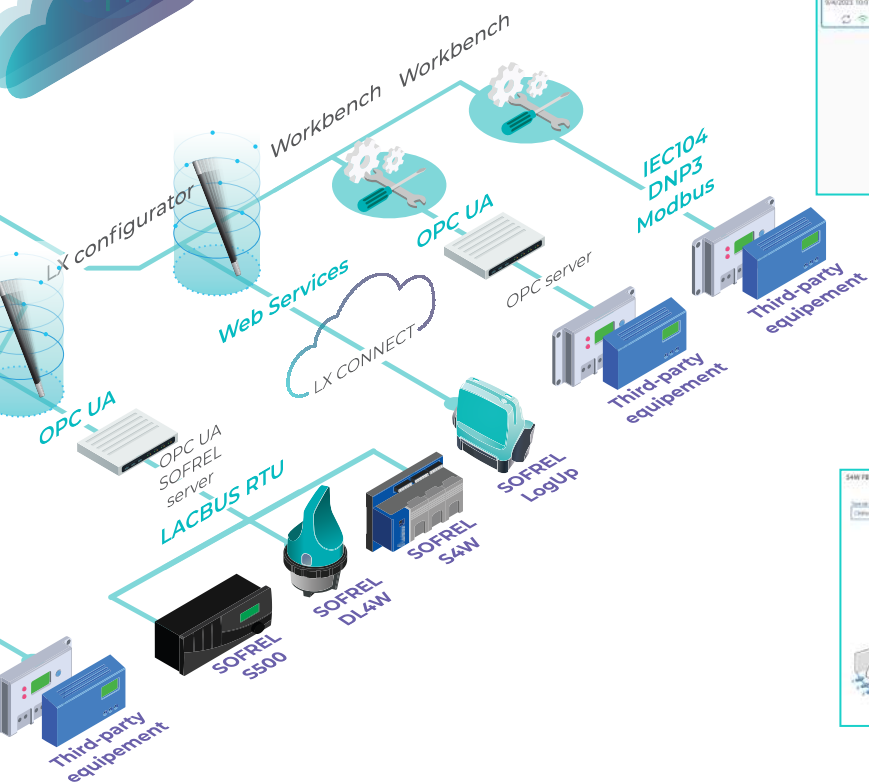 Workbench
Workbench
IEC104
DNP3
Modbus
LX configurator
OPC UA
Web Services
OPC server
Third-party
equipement
LX CONNECT
Third-party
equipement
OPC UA
OPC UA
SOFREL
server
LACBUS RTU
SOFREL
LogUp
SOFREL
S4W
SOFREL
DL4W
SOFREL
S500
Third-party
equipement